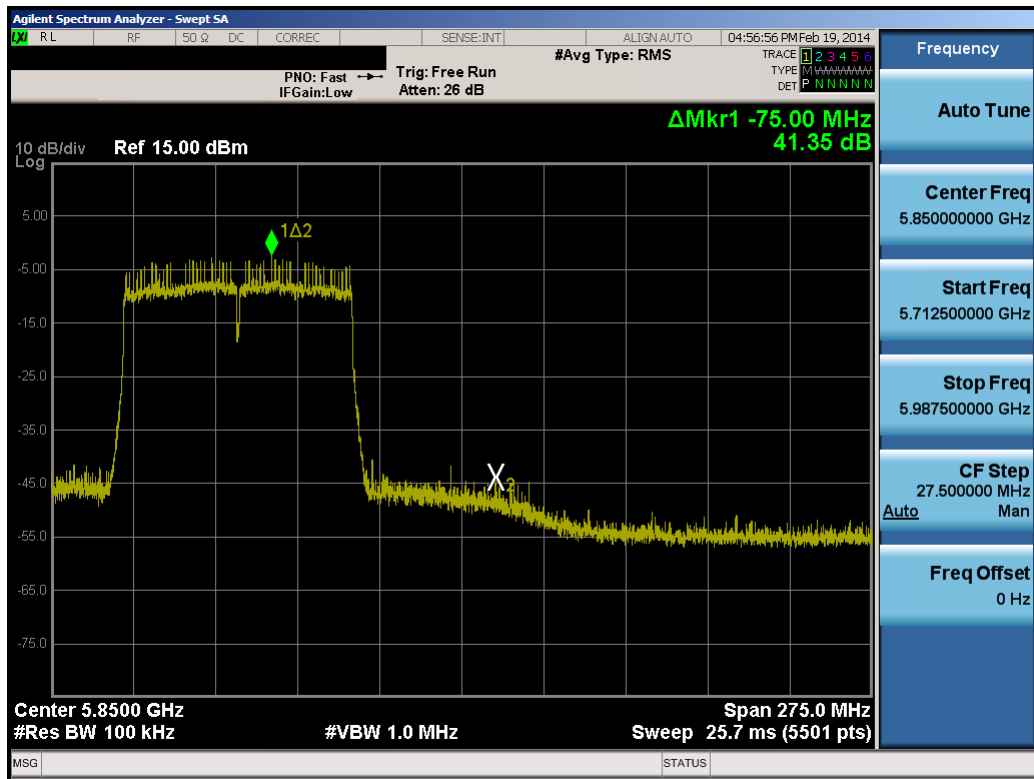 Agilent Spectrum Analyzer - Swept SA
LXI RL RF 50 Ω DC CORREC SENSE:INT ALIGN AUTO 04:56:56 PM Feb 19, 2014
#Avg Type: RMS
TRACE 1 2 3 4 5 6
PNO: Fast Trig: Free Run
TYPE M WWWWW
IFGain:Low Atten: 26 dB
DET P N N N N N
ΔMkr1 -75.00 MHz
41.35 dB
10 dB/div Ref 15.00 dBm
Log
5.00
1Δ2
-5.00
-15.0
-25.0
-35.0
-45.0
X2
-55.0
-65.0
-75.0
Center 5.8500 GHz
Span 275.0 MHz
#Res BW 100 kHz
#VBW 1.0 MHz
Sweep 25.7 ms (5501 pts)
MSG
STATUS
Frequency
Auto Tune
Center Freq
5.850000000 GHz
Start Freq
5.712500000 GHz
Stop Freq
5.987500000 GHz
CF Step
27.500000 MHz
Auto Man
Freq Offset
0 Hz